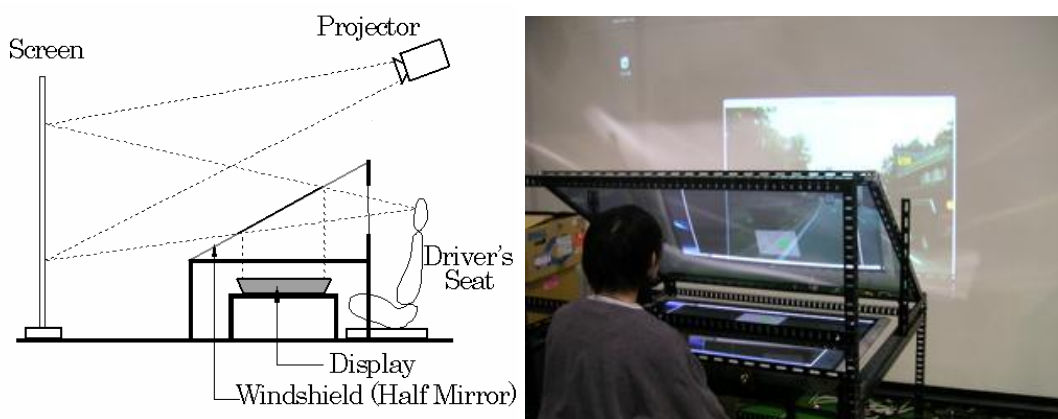 Projector
Screen
Driver's
Seat
Display
Windshield (Half Mirror)